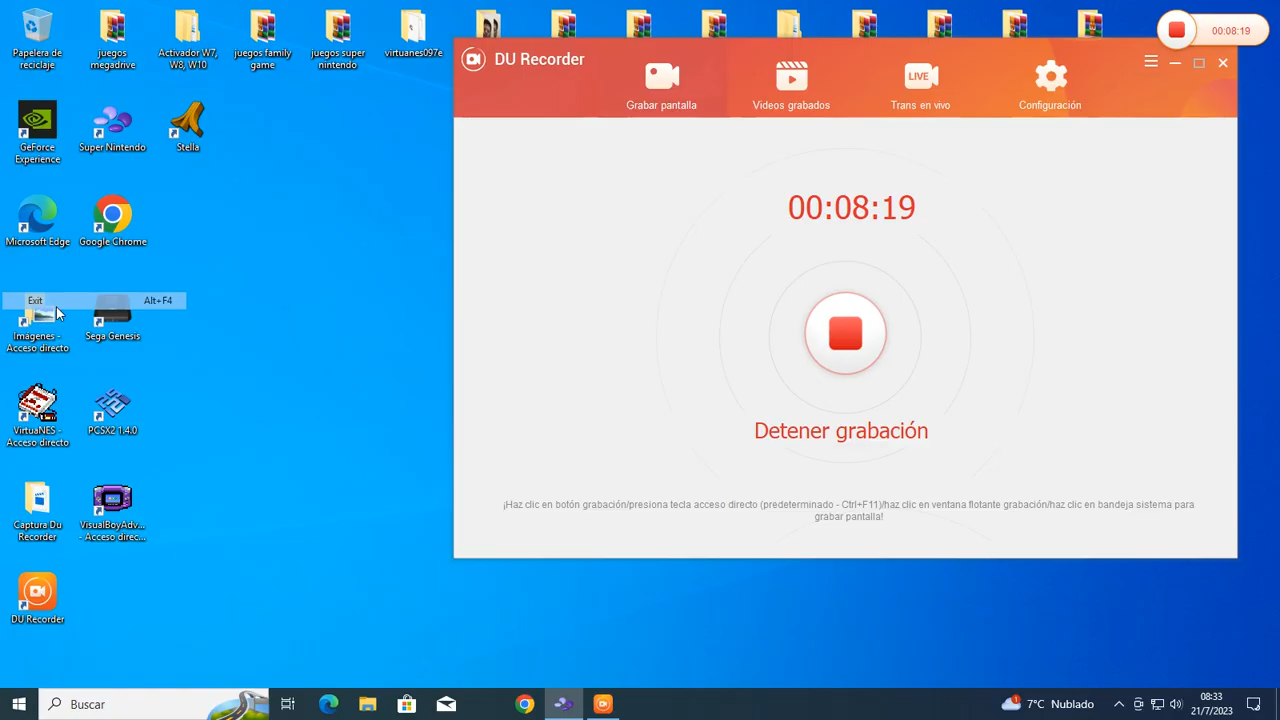 Papelera de
reciclaje
juegos
megadrive
Activador W7,
W8, W10
juegos family
game
juegos super
nintendo
virtuanes097e
GeForce
Experience
Super Nintendo
Stella
Microsoft Edge
Google Chrome
Exit Alt+F4
Imagenes -
Acceso directo
Sega Genesis
VirtuaNES -
Acceso directo
PCSX2 1.4.0
Captura Du
Recorder
VisualBoyAdv...
- Acceso direc...
DU Recorder
DU Recorder
Grabar pantalla
Videos grabados
LIVE
Trans en vivo
Configuración
00:08:19
00:08:19
Detener grabación
¡Haz clic en botón grabación/presiona tecla acceso directo (predeterminado - Ctrl+F11)/haz clic en ventana flotante grabación/haz clic en bandeja sistema para
grabar pantalla!
Buscar
7°C Nublado
08:33
21/7/2023